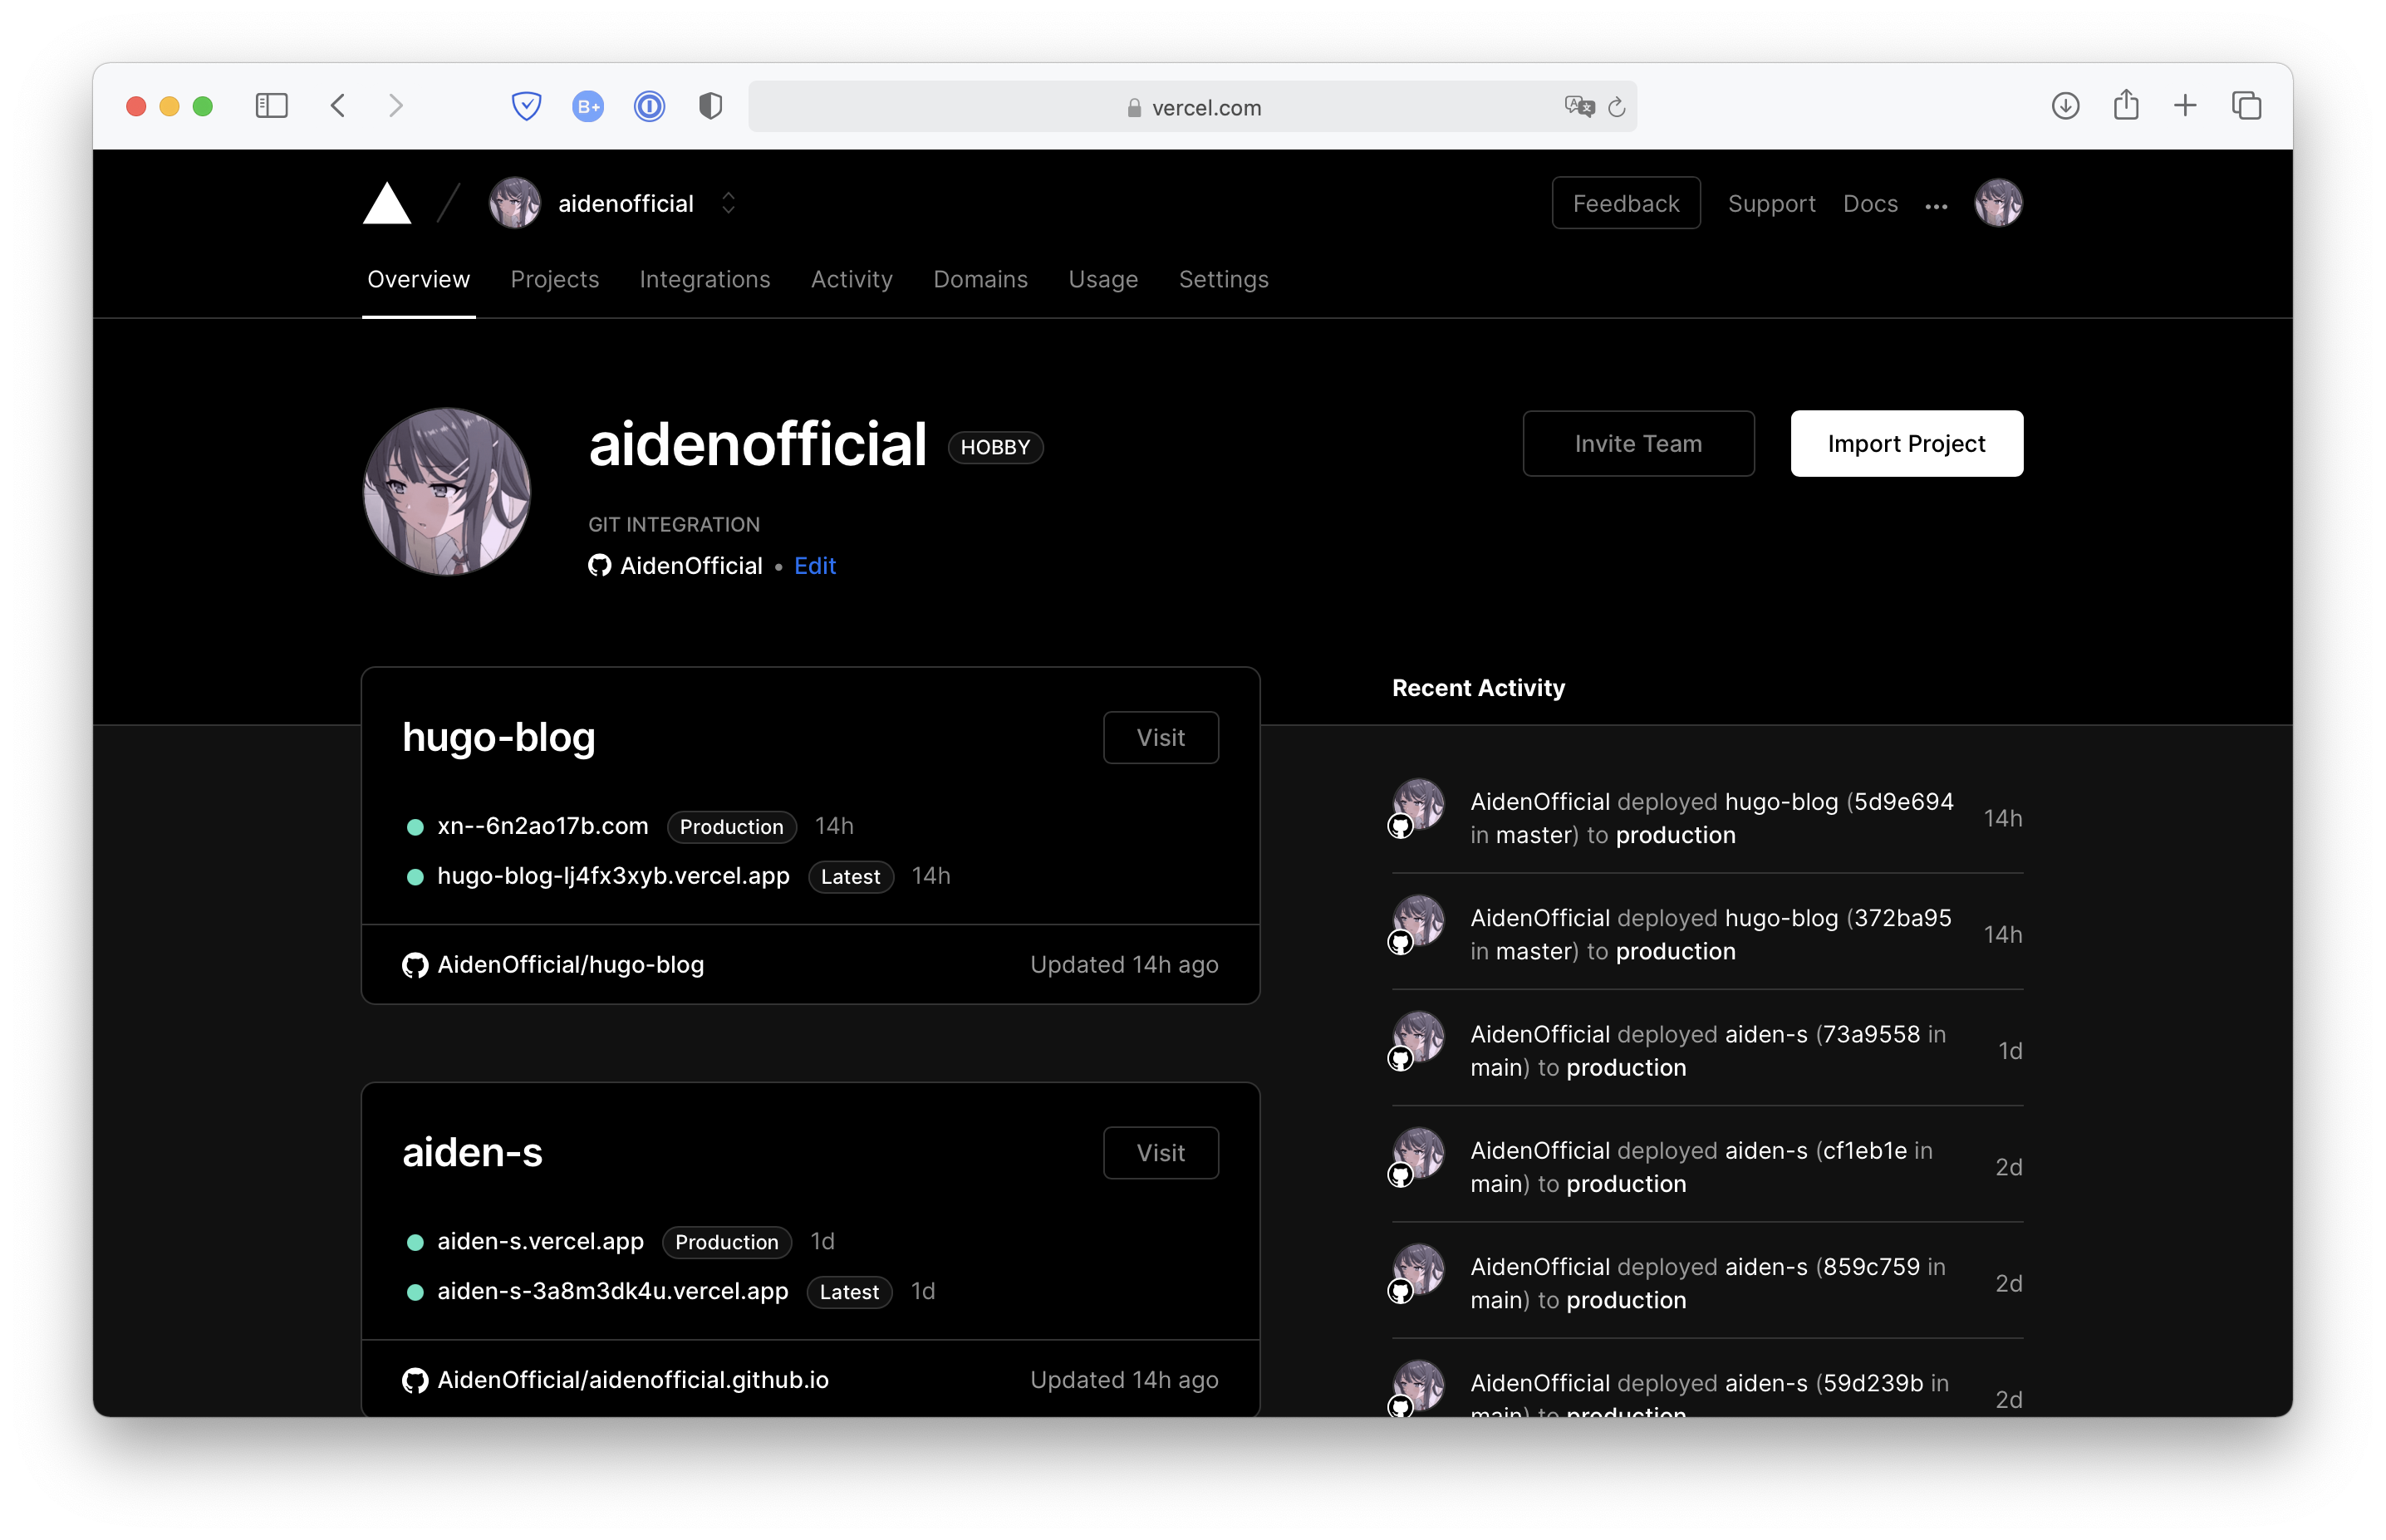 B+
vercel.com
aidenofficial
Feedback Support Docs ...
Overview Projects Integrations Activity Domains Usage Settings
aidenofficial HOBBY
Invite Team Import Project
GIT INTEGRATION
AidenOfficial • Edit
hugo-blog Visit
xn--6n2ao17b.com Production 14h
hugo-blog-lj4fx3xyb.vercel.app Latest 14h
AidenOfficial/hugo-blog Updated 14h ago
aiden-s Visit
aiden-s.vercel.app Production 1d
aiden-s-3a8m3dk4u.vercel.app Latest 1d
AidenOfficial/aidenofficial.github.io Updated 14h ago
Recent Activity
AidenOfficial deployed hugo-blog (5d9e694
in master) to production
14h
AidenOfficial deployed hugo-blog (372ba95
in master) to production
14h
AidenOfficial deployed aiden-s (73a9558 in
main) to production
1d
AidenOfficial deployed aiden-s (cf1eb1e in
main) to production
2d
AidenOfficial deployed aiden-s (859c759 in
main) to production
2d
AidenOfficial deployed aiden-s (59d239b in
main) to production
2d